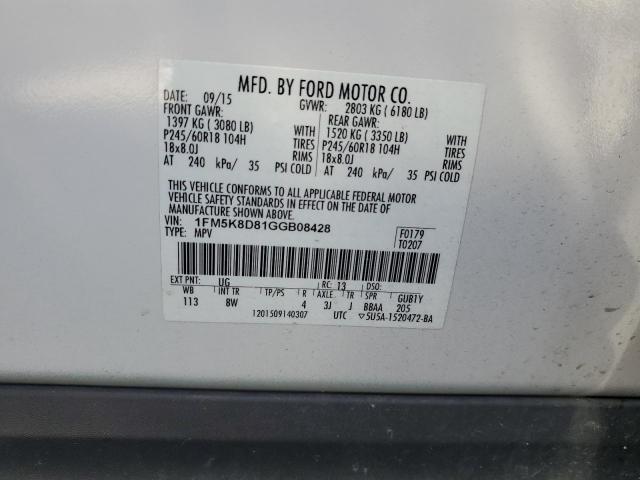 MFD. BY FORD MOTOR CO.
DATE: 09/15 GVWR: 2803 KG ( 6180 LB)
FRONT GAWR: REAR GAWR:
1397 KG ( 3080 LB) 1520 KG ( 3350 LB)
P245/60R18 104H WITH TIRES P245/60R18 104H WITH TIRES
18x8.0J RIMS 18x8.0J RIMS
AT 240 kPa/ 35 PSI COLD AT 240 kPa/ 35 PSI COLD
THIS VEHICLE CONFORMS TO ALL APPLICABLE FEDERAL MOTOR
VEHICLE SAFETY STANDARDS IN EFFECT ON THE DATE OF
MANUFACTURE SHOWN ABOVE.
VIN: 1FM5K8D81GGB08428 F0179
TYPE: MPV T0207
EXT PNT: UG RC: 13 DSO:
WB INT TR TP/PS R AXLE TR SPR GUB1Y
113 8W 4 3J J BBAA 205
1201509140307 UTC ▽5U5A-1520472-BA